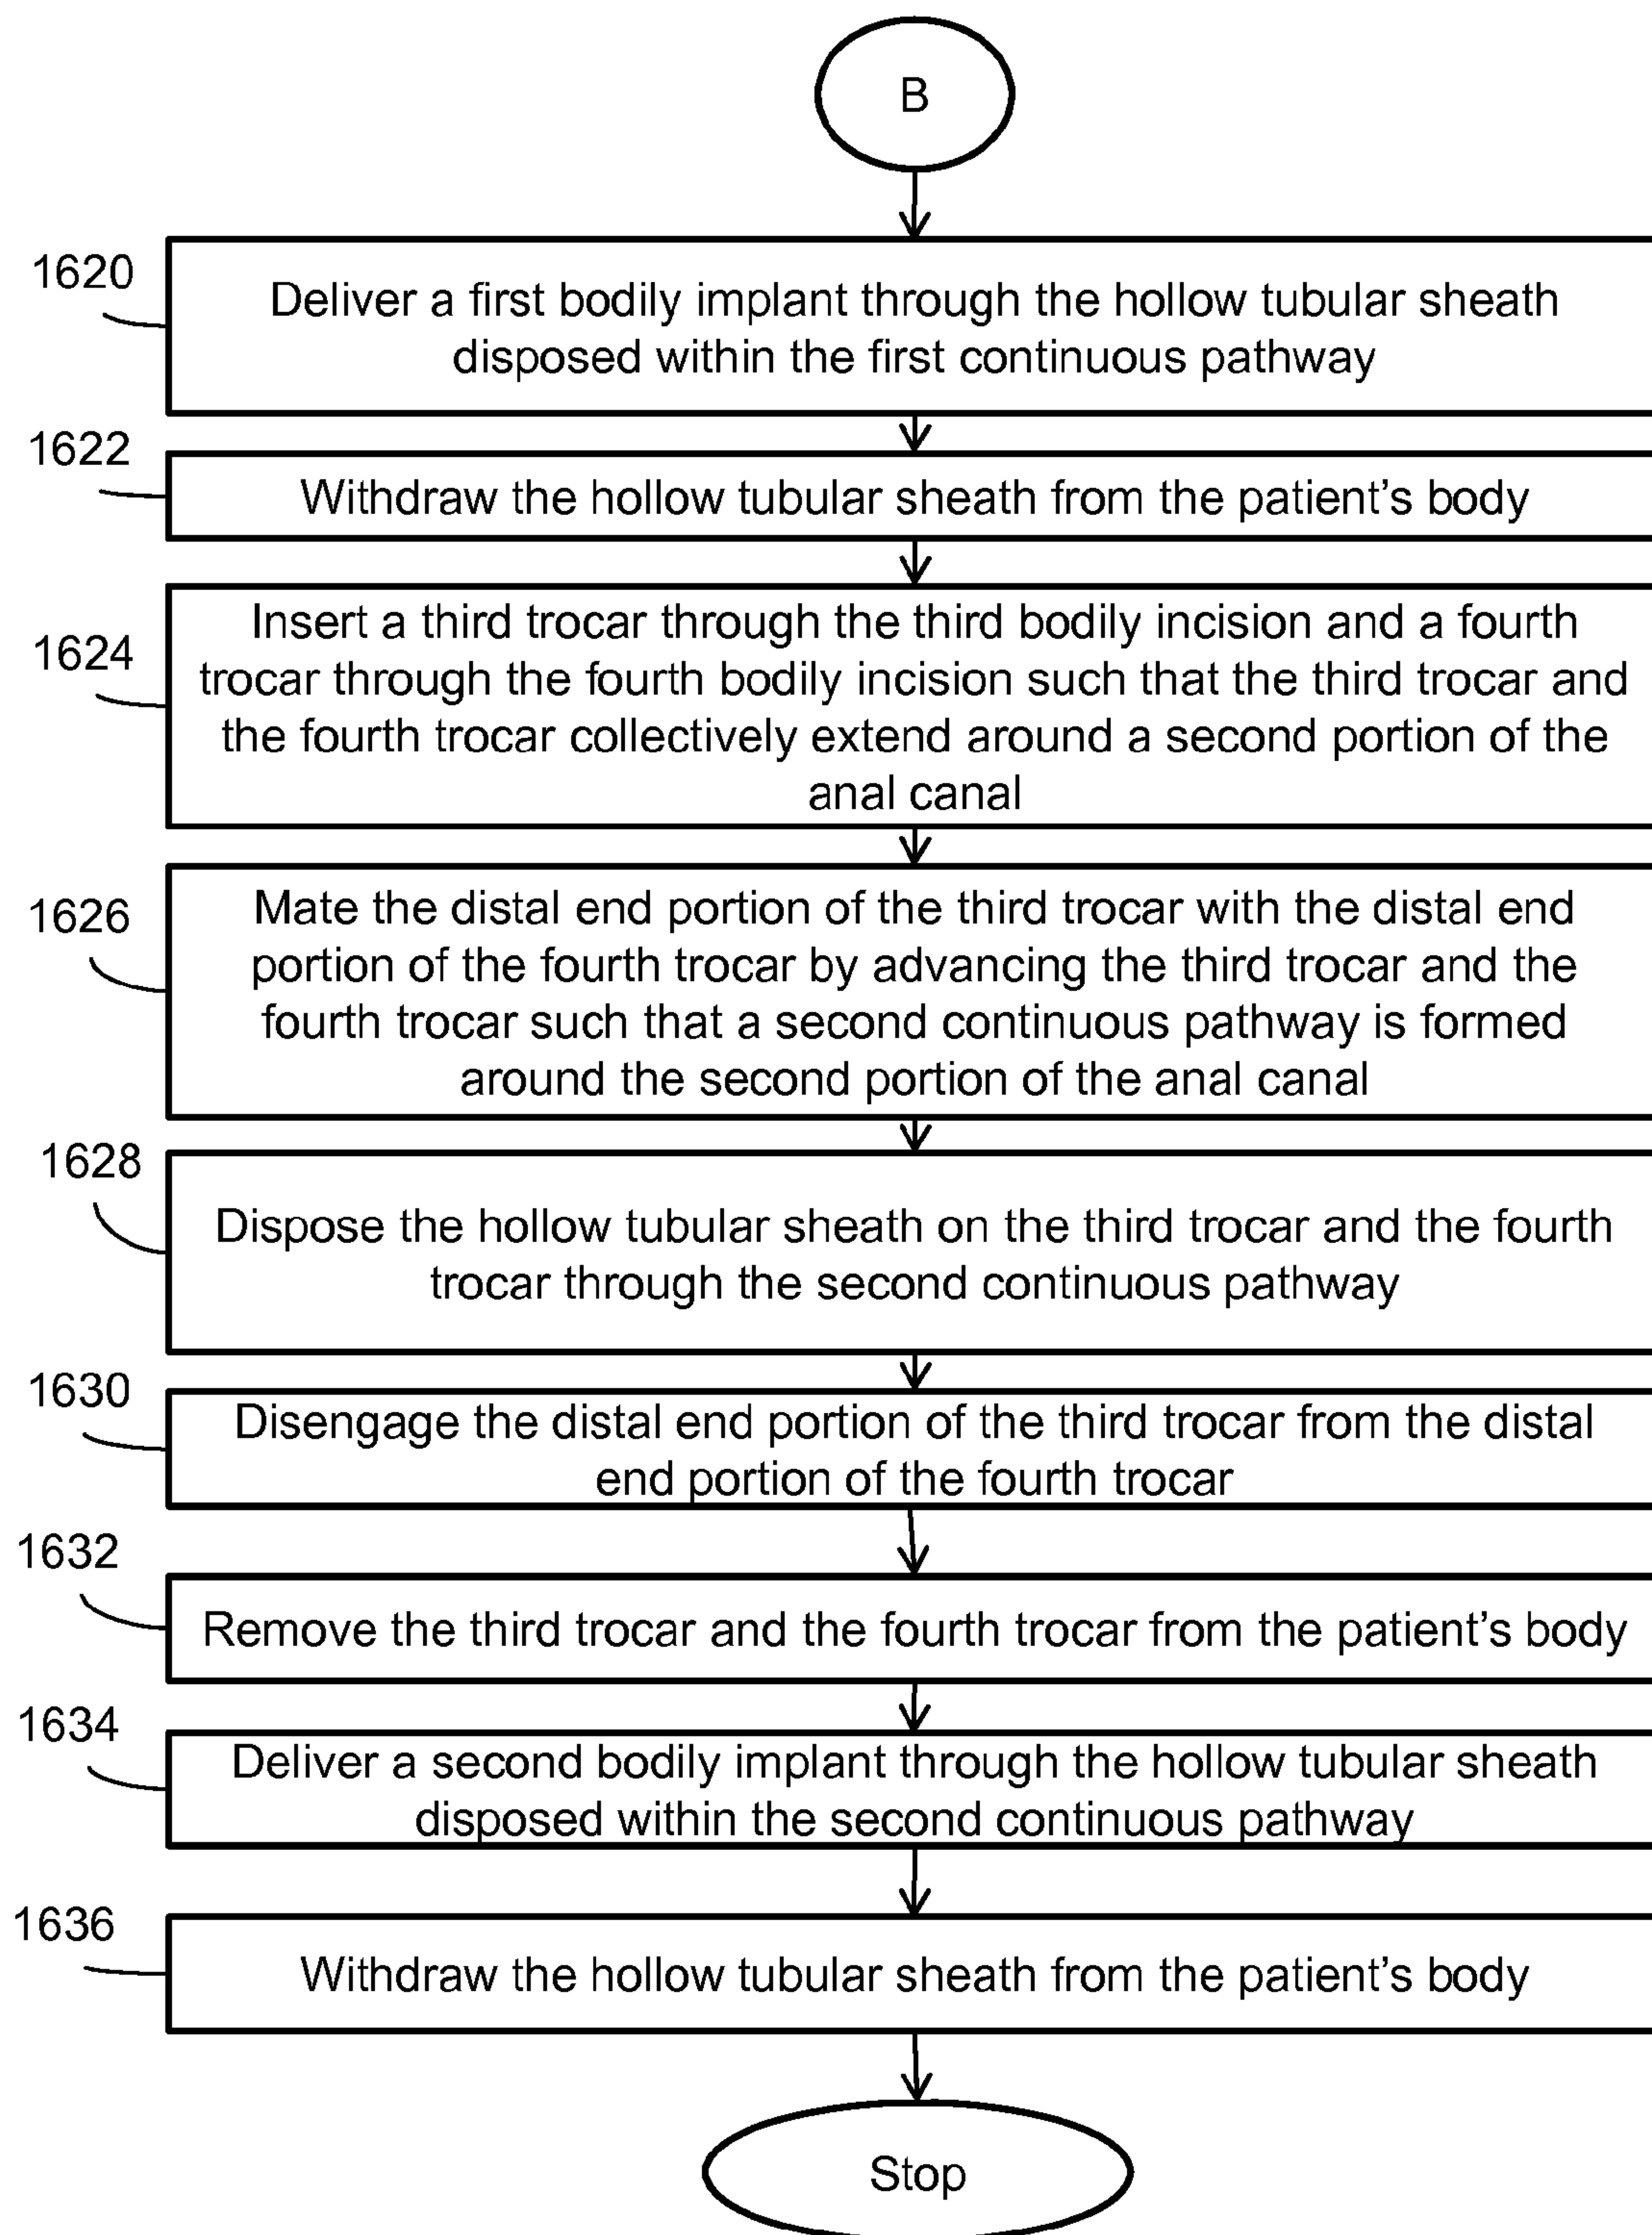 B
1620
Deliver a first bodily implant through the hollow tubular sheath
disposed within the first continuous pathway
1622
Withdraw the hollow tubular sheath from the patient's body
1624
Insert a third trocar through the third bodily incision and a fourth
trocar through the fourth bodily incision such that the third trocar and
the fourth trocar collectively extend around a second portion of the
anal canal
1626
Mate the distal end portion of the third trocar with the distal end
portion of the fourth trocar by advancing the third trocar and the
fourth trocar such that a second continuous pathway is formed
around the second portion of the anal canal
1628
Dispose the hollow tubular sheath on the third trocar and the fourth
trocar through the second continuous pathway
1630
Disengage the distal end portion of the third trocar from the distal
end portion of the fourth trocar
1632
Remove the third trocar and the fourth trocar from the patient's body
1634
Deliver a second bodily implant through the hollow tubular sheath
disposed within the second continuous pathway
1636
Withdraw the hollow tubular sheath from the patient's body
Stop